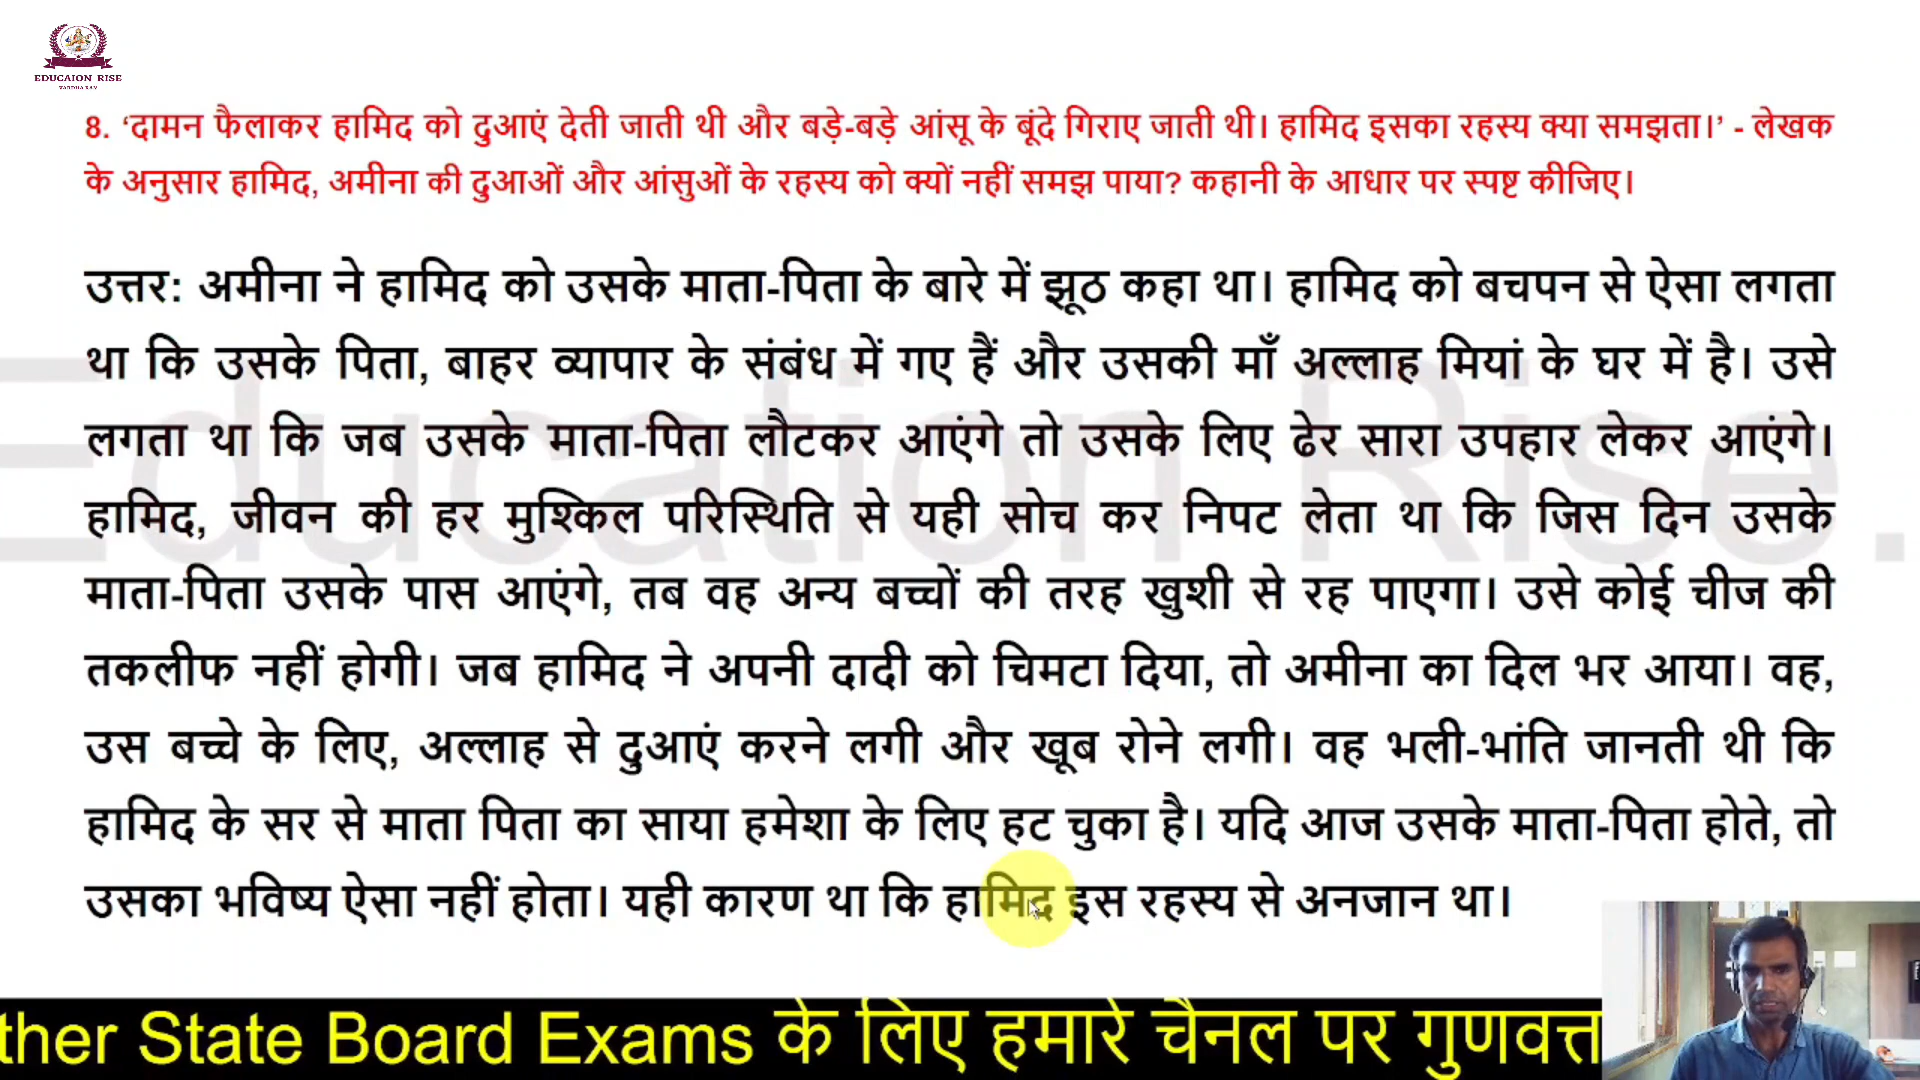 EDUCAION RISE
8. ‘दामन फैलाकर हामिद को दुआएं देती जाती थी और बड़े-बड़े आंसू के बूंदे गिराए जाती थी। हामिद इसका रहस्य क्या समझता।’ - लेखक
के अनुसार हामिद, अमीना की दुआओं और आंसुओं के रहस्य को क्यों नहीं समझ पाया? कहानी के आधार पर स्पष्ट कीजिए।
उत्तर: अमीना ने हामिद को उसके माता-पिता के बारे में झूठ कहा था। हामिद को बचपन से ऐसा लगता
था कि उसके पिता, बाहर व्यापार के संबंध में गए हैं और उसकी माँ अल्लाह मियां के घर में है। उसे
लगता था कि जब उसके माता-पिता लौटकर आएंगे तो उसके लिए ढेर सारा उपहार लेकर आएंगे।
हामिद, जीवन की हर मुश्किल परिस्थिति से यही सोच कर निपट लेता था कि जिस दिन उसके
माता-पिता उसके पास आएंगे, तब वह अन्य बच्चों की तरह खुशी से रह पाएगा। उसे कोई चीज की
तकलीफ नहीं होगी। जब हामिद ने अपनी दादी को चिमटा दिया, तो अमीना का दिल भर आया। वह,
उस बच्चे के लिए, अल्लाह से दुआएं करने लगी और खूब रोने लगी। वह भली-भांति जानती थी कि
हामिद के सर से माता पिता का साया हमेशा के लिए हट चुका है। यदि आज उसके माता-पिता होते, तो
उसका भविष्य ऐसा नहीं होता। यही कारण था कि हामिद इस रहस्य से अनजान था।
Education Rise.
ther State Board Exams के लिए हमारे चैनल पर गुणवत्त